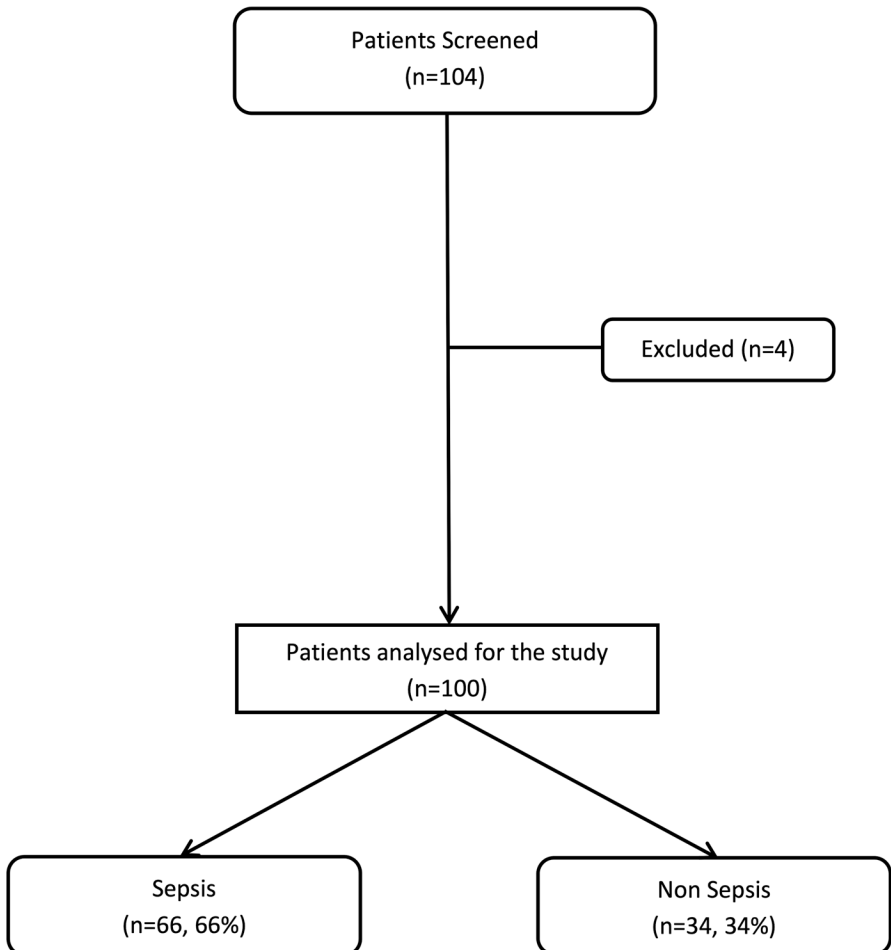 Patients Screened
(n=104)
Excluded (n=4)
Patients analysed for the study
(n=100)
Sepsis
(n=66, 66%)
Non Sepsis
(n=34, 34%)